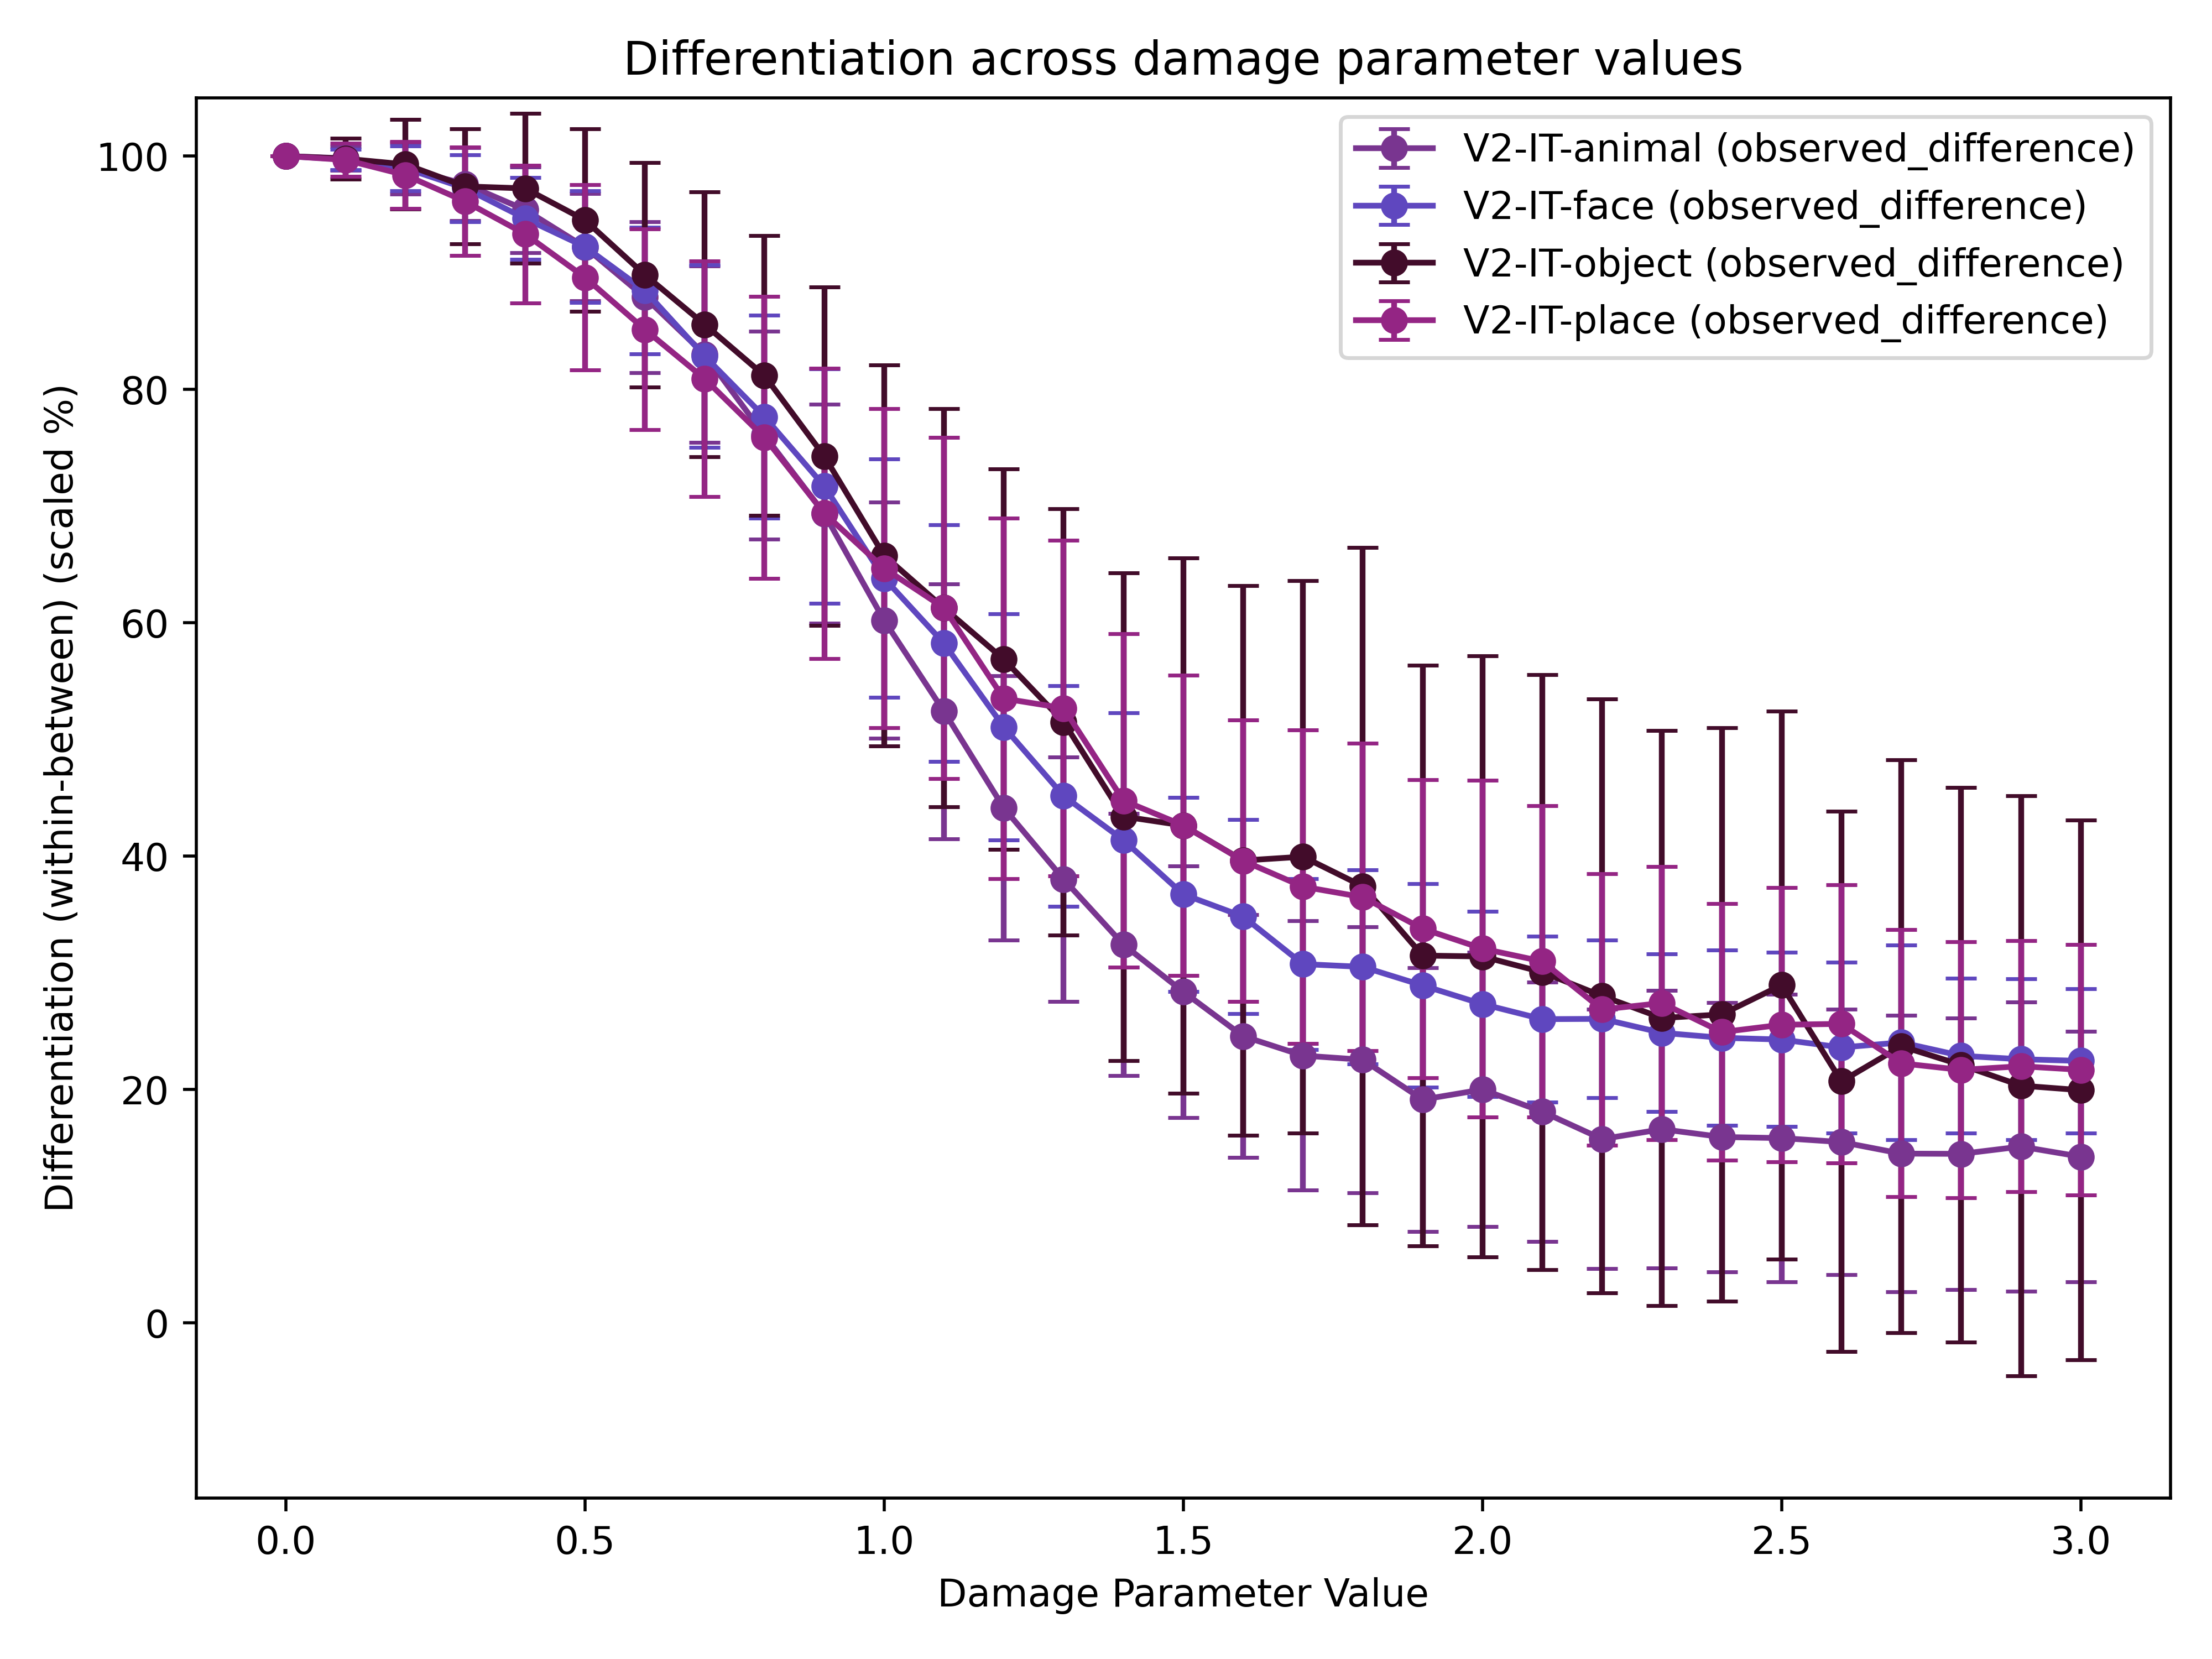 Differentiation across damage parameter values
V2-IT-animal (observed_difference)
V2-IT-face (observed_difference)
V2-IT-object (observed_difference)
V2-IT-place (observed_difference)
Differentiation (within-between) (scaled %)
100
80
60
40
20
0
0.0 0.5 1.0 1.5 2.0 2.5 3.0
Damage Parameter Value